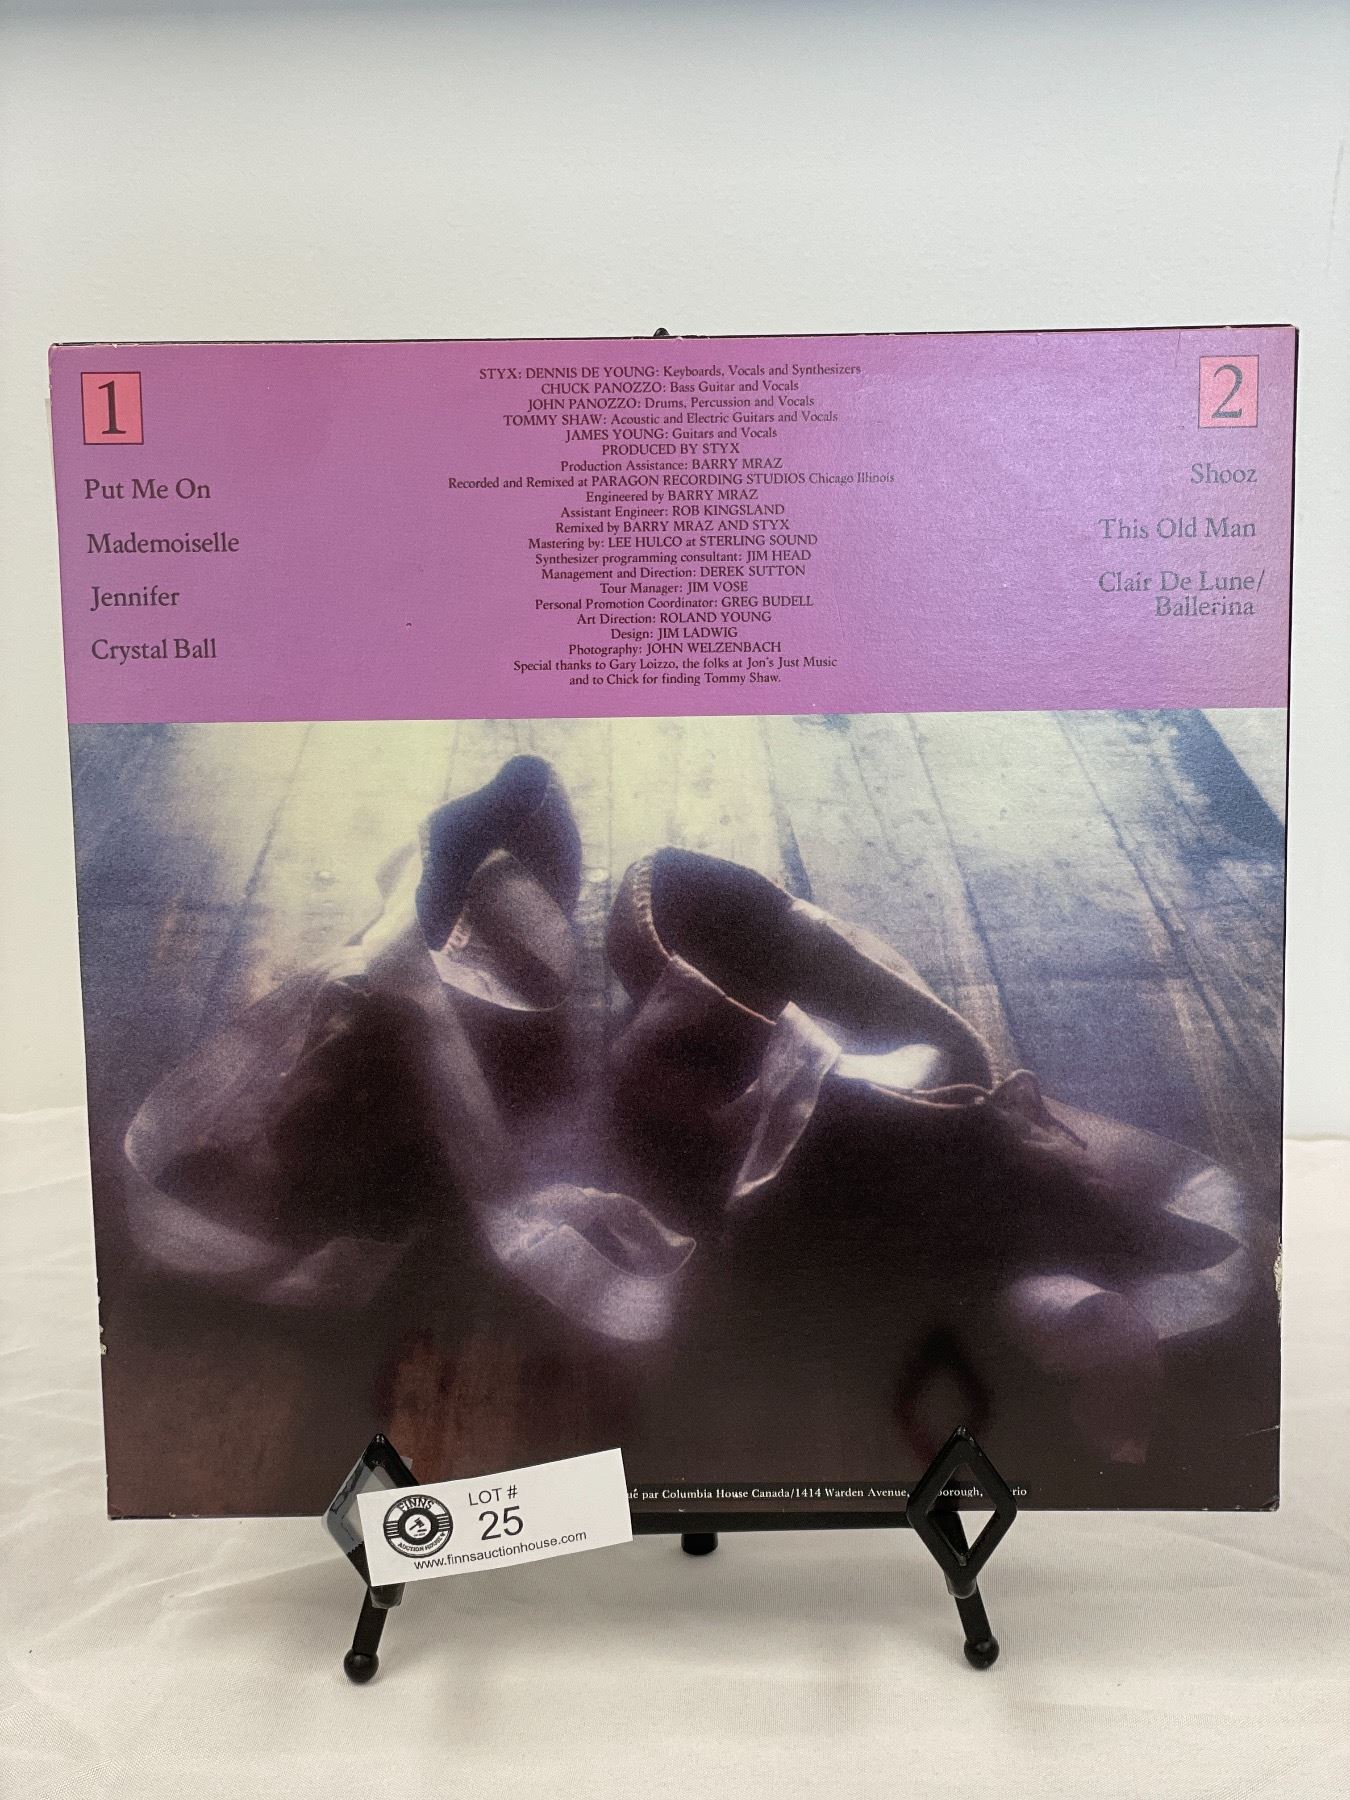 1
Put Me On
Mademoiselle
Jennifer
Crystal Ball
STYX: DENNIS DE YOUNG: Keyboards, Vocals and Synthesizers
CHUCK PANOZZO: Bass Guitar and Vocals
JOHN PANOZZO: Drums, Percussion and Vocals
TOMMY SHAW: Acoustic and Electric Guitars and Vocals
JAMES YOUNG: Guitars and Vocals
PRODUCED BY STYX
Production Assistance: BARRY MRAZ
Recorded and Remixed at PARAGON RECORDING STUDIOS Chicago Illinois
Engineered by BARRY MRAZ
Assistant Engineer: ROB KINGSLAND
Remixed by BARRY MRAZ AND STYX
Mastering by: LEE HULCO at STERLING SOUND
Synthesizer programming consultant: JIM HEAD
Management and Direction: DEREK SUTTON
Tour Manager: JIM VOSE
Personal Promotion Coordinator: GREG BUDELL
Art Direction: ROLAND YOUNG
Design: JIM LADWIG
Photography: JOHN WELZENBACH
Special thanks to Gary Loizzo, the folks at Jon's Just Music
and to Chick for finding Tommy Shaw.
2
Shooz
This Old Man
Clair De Lune/
Ballerina
par Columbia House Canada/1414 Warden Avenue,
FINNS
AUCTION HOUSE
LOT #
25
www.finnsauctionhouse.com